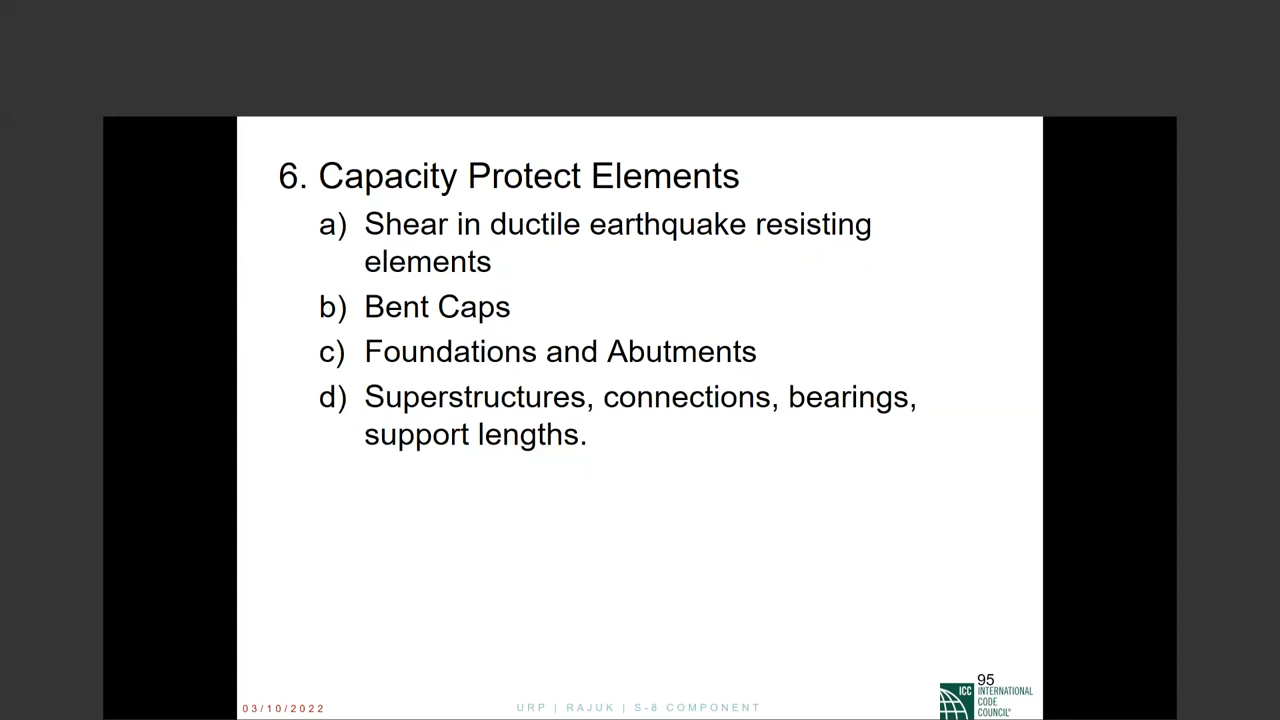 6. Capacity Protect Elements
a) Shear in ductile earthquake resisting
elements
b) Bent Caps
c) Foundations and Abutments
d) Superstructures, connections, bearings,
support lengths.
95
03/10/2022
URP | RAJUK | S-8 COMPONENT
ICC INTERNATIONAL
CODE
COUNCIL®